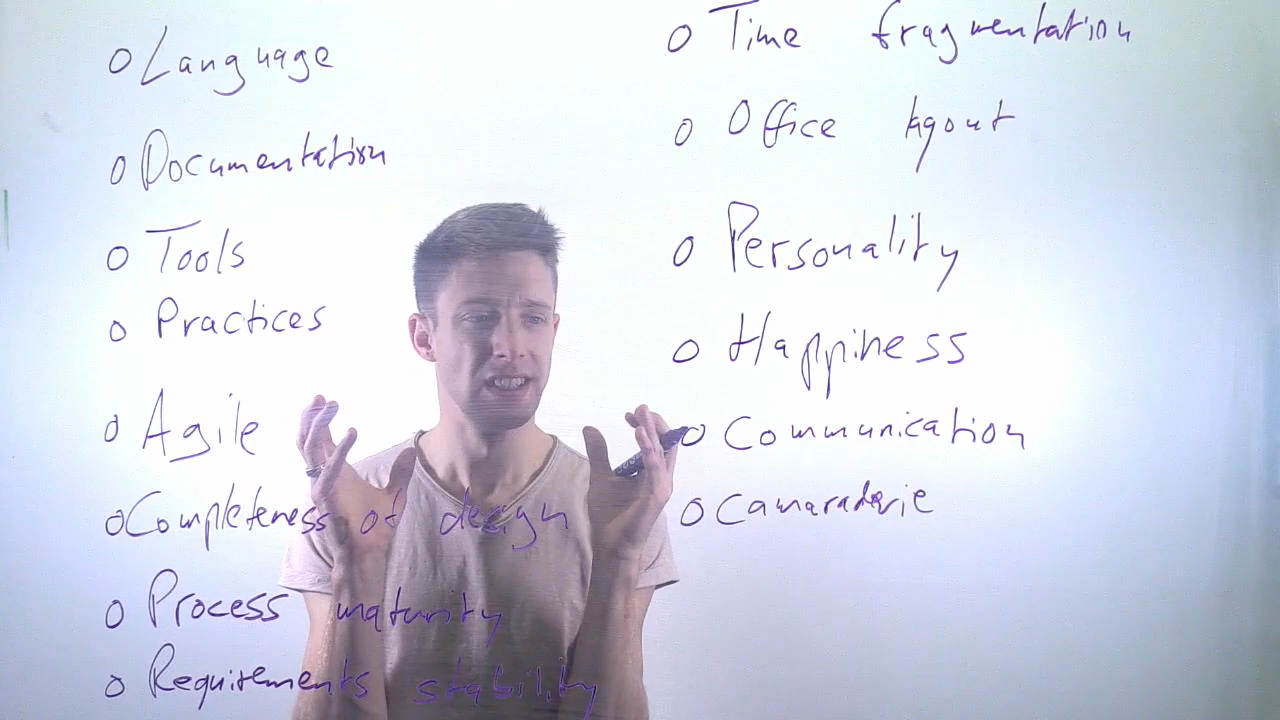 Language
Documentation
Tools
Practices
Agile
Completeness of design
Process maturity
Requirements stability
Time fragmentation
Office layout
Personality
Happiness
Communication
Camaraderie